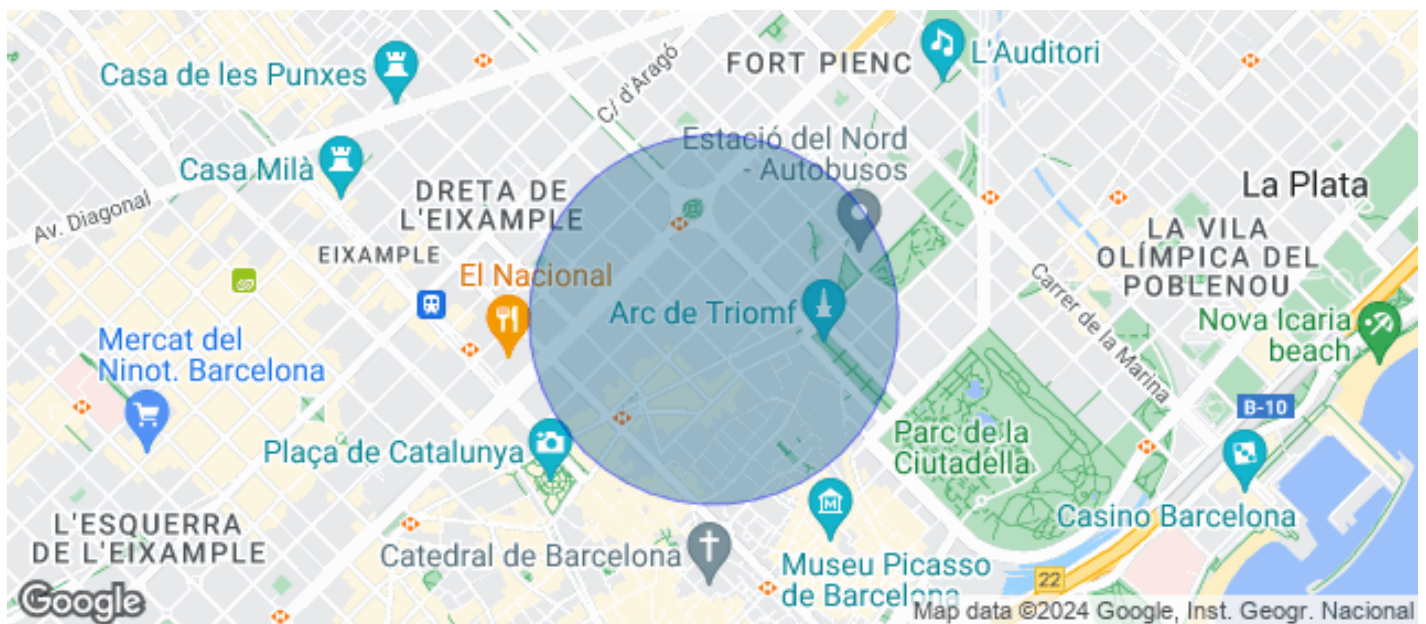 FORT PIENC
L'Auditori
Casa de les Punxes
C/ d'Aragó
Estació del Nord
- Autobusos
Casa Milà
DRETA DE
L'EIXAMPLE
La Plata
Av. Diagonal
EIXAMPLE
LA VILA
OLÍMPICA DEL
POBLENOU
El Nacional
Arc de Triomf
Carrer de la Marina
Nova Icaria
beach
Mercat del
Ninot. Barcelona
B-10
Plaça de Catalunya
Parc de la
Ciutadella
L'ESQUERRA
DE L'EIXAMPLE
Catedral de Barcelona
Casino Barcelona
Museu Picasso
de Barcelona
22
Google
Map data ©2024 Google, Inst. Geogr. Nacional